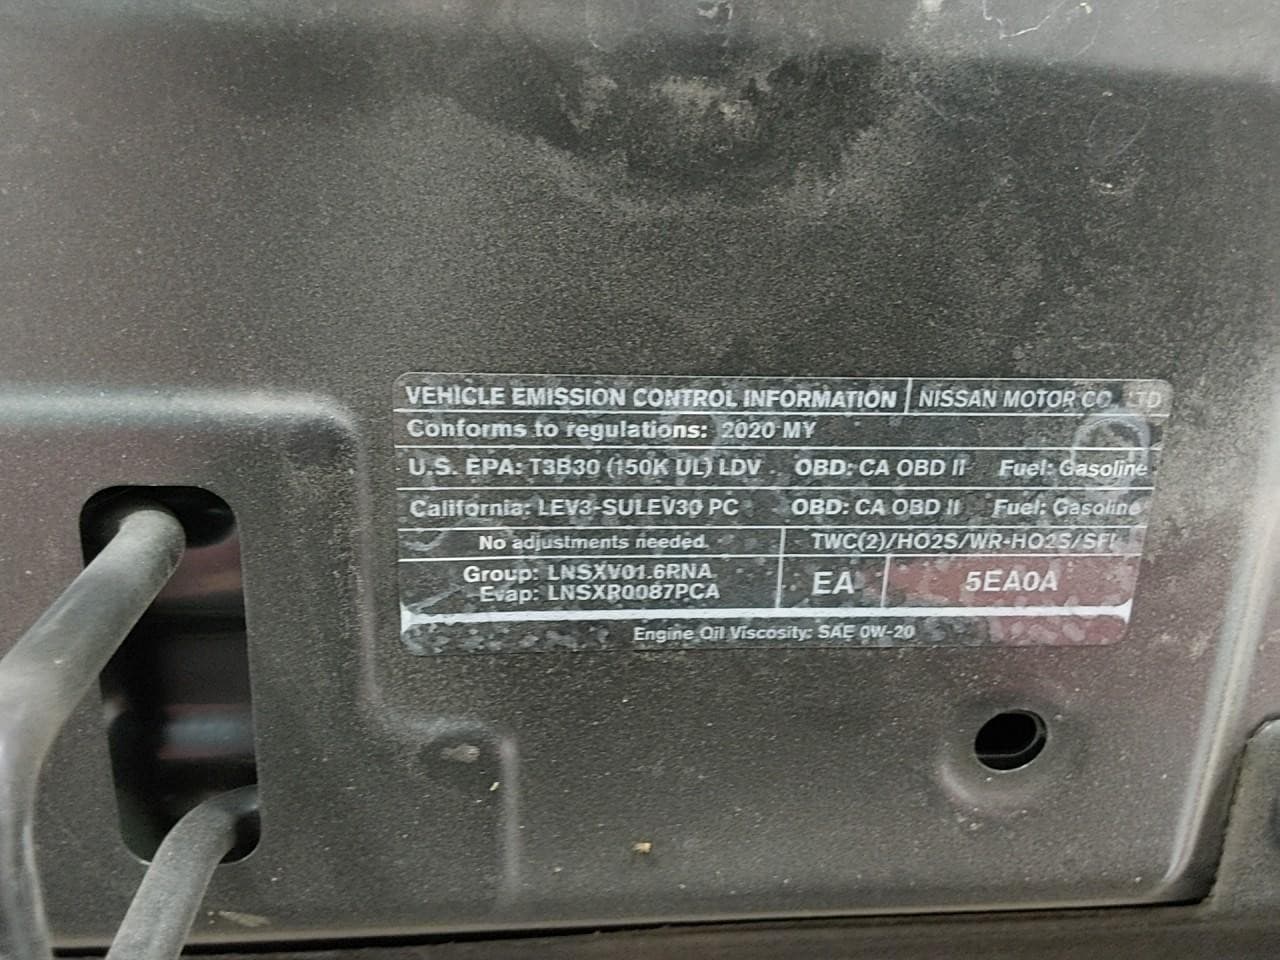 VEHICLE EMISSION CONTROL INFORMATION NISSAN MOTOR CO., LTD
Conforms to regulations: 2020 MY
U.S. EPA: T3B30 (150K UL) LDV OBD: CA OBD II Fuel: Gasoline
California: LEV3-SULEV30 PC OBD: CA OBD II Fuel: Gasoline
No adjustments needed. TWC(2)/HO2S/WR-HO2S/SFI
Group: LNSXV01.6RNA
Evap: LNSXR0087PCA
EA 5EA0A
Engine Oil Viscosity: SAE 0W-20